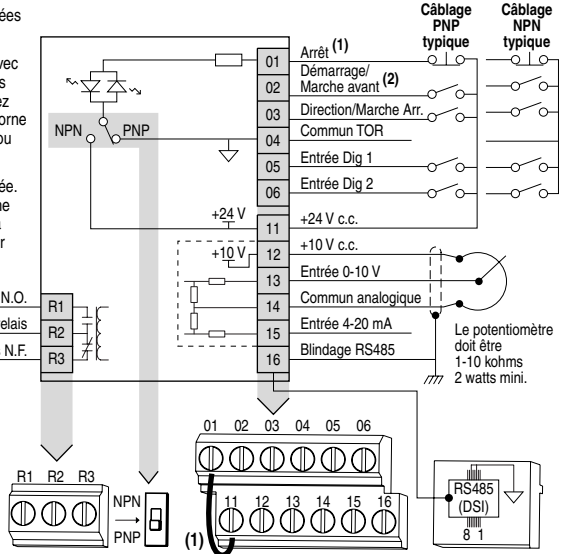 Câblage PNP typique
Câblage NPN typique
ées
vec
s
ez
orne
ou
ée.
ne
a
r
NPN
PNP
01 Arrêt (1)
02 Démarrage/ Marche avant (2)
03 Direction/Marche Arr.
04 Commun TOR
05 Entrée Dig 1
06 Entrée Dig 2
+24 V 11 +24 V c.c.
+10 V 12 +10 V c.c.
13 Entrée 0-10 V
14 Commun analogique
15 Entrée 4-20 mA
16 Blindage RS485
N.O. R1
elais R2
N.F. R3
Le potentiomètre
doit être
1-10 kohms
2 watts mini.
R1 R2 R3
NPN
PNP
01 02 03 04 05 06
11 12 13 14 15 16
(1)
RS485
(DSI)
8 1